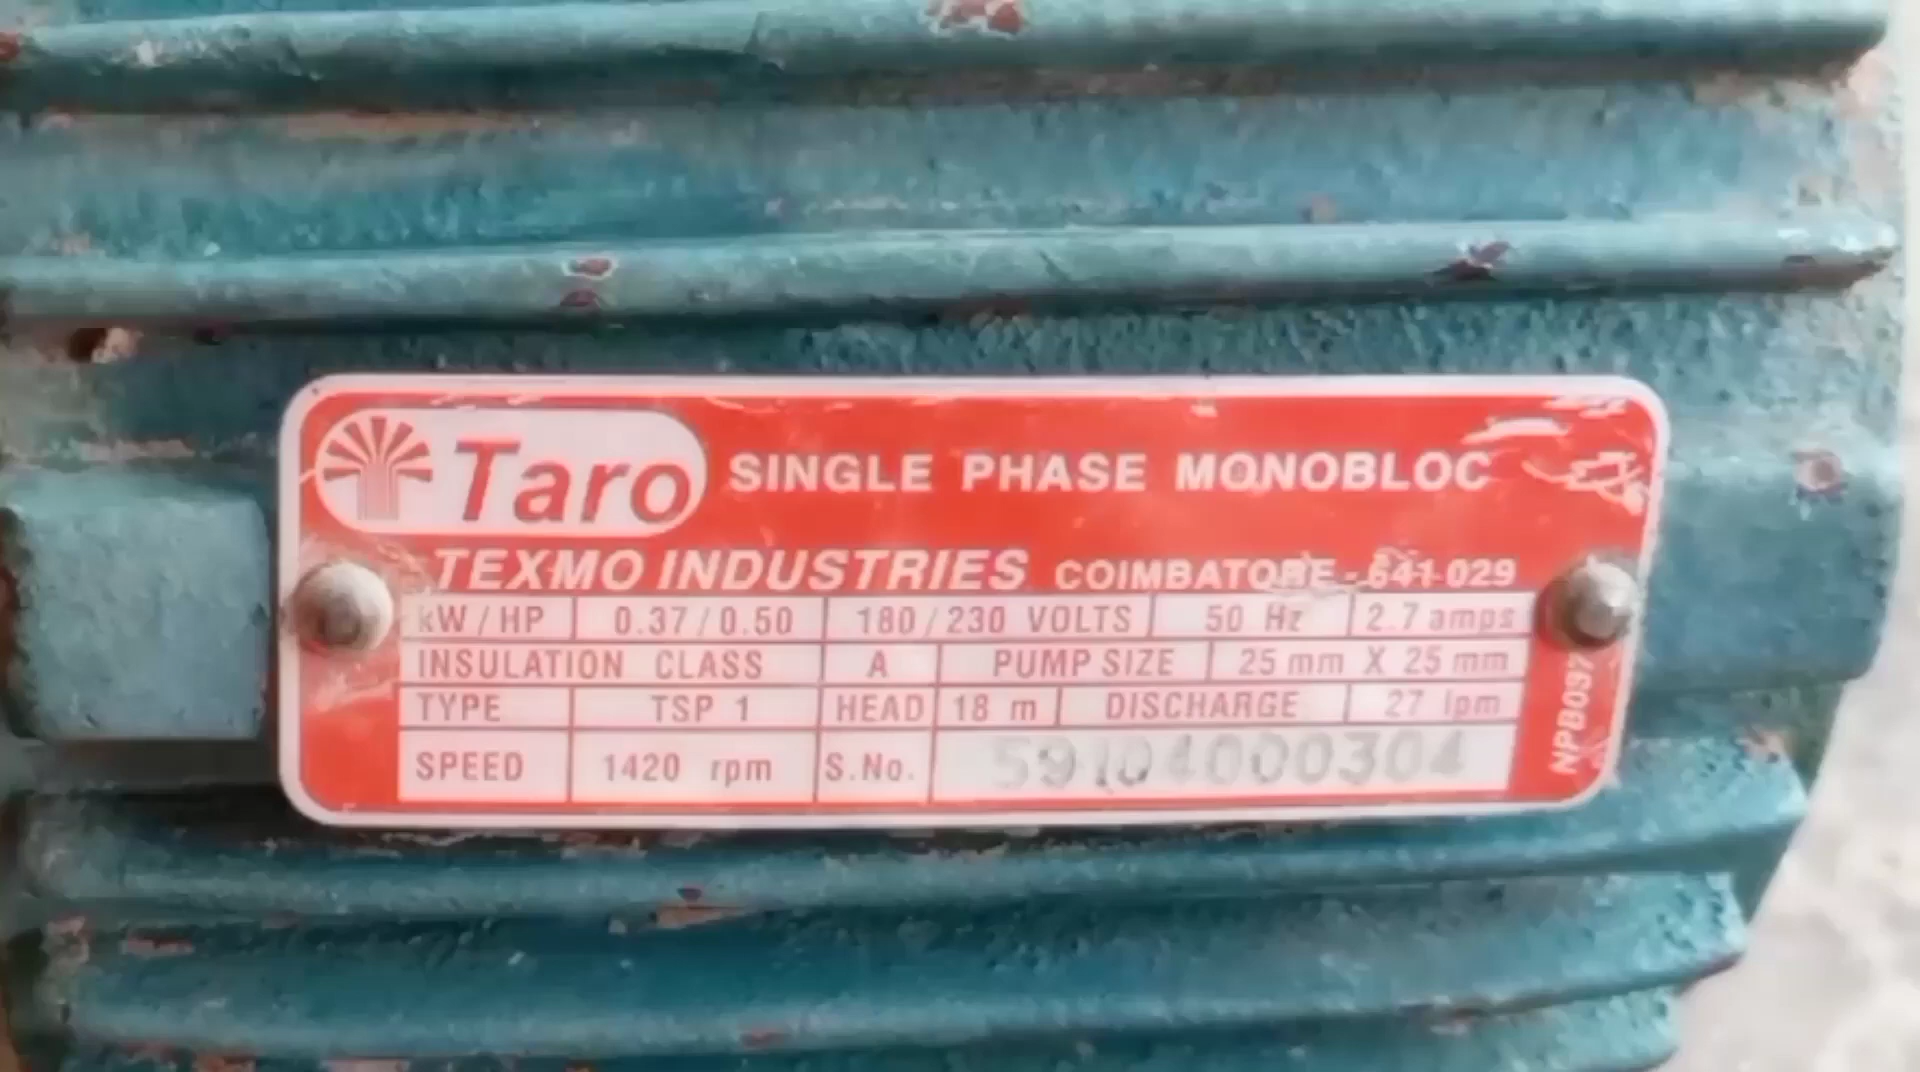 Taro SINGLE PHASE MONOBLOC
TEXMO INDUSTRIES COIMBATORE - 641 029
kW / HP 0.37 / 0.50 180 / 230 VOLTS 50 Hz 2.7 amps
INSULATION CLASS A PUMP SIZE 25 mm X 25 mm
TYPE TSP 1 HEAD 18 m DISCHARGE 27 lpm
SPEED 1420 rpm S.No. 59104000304